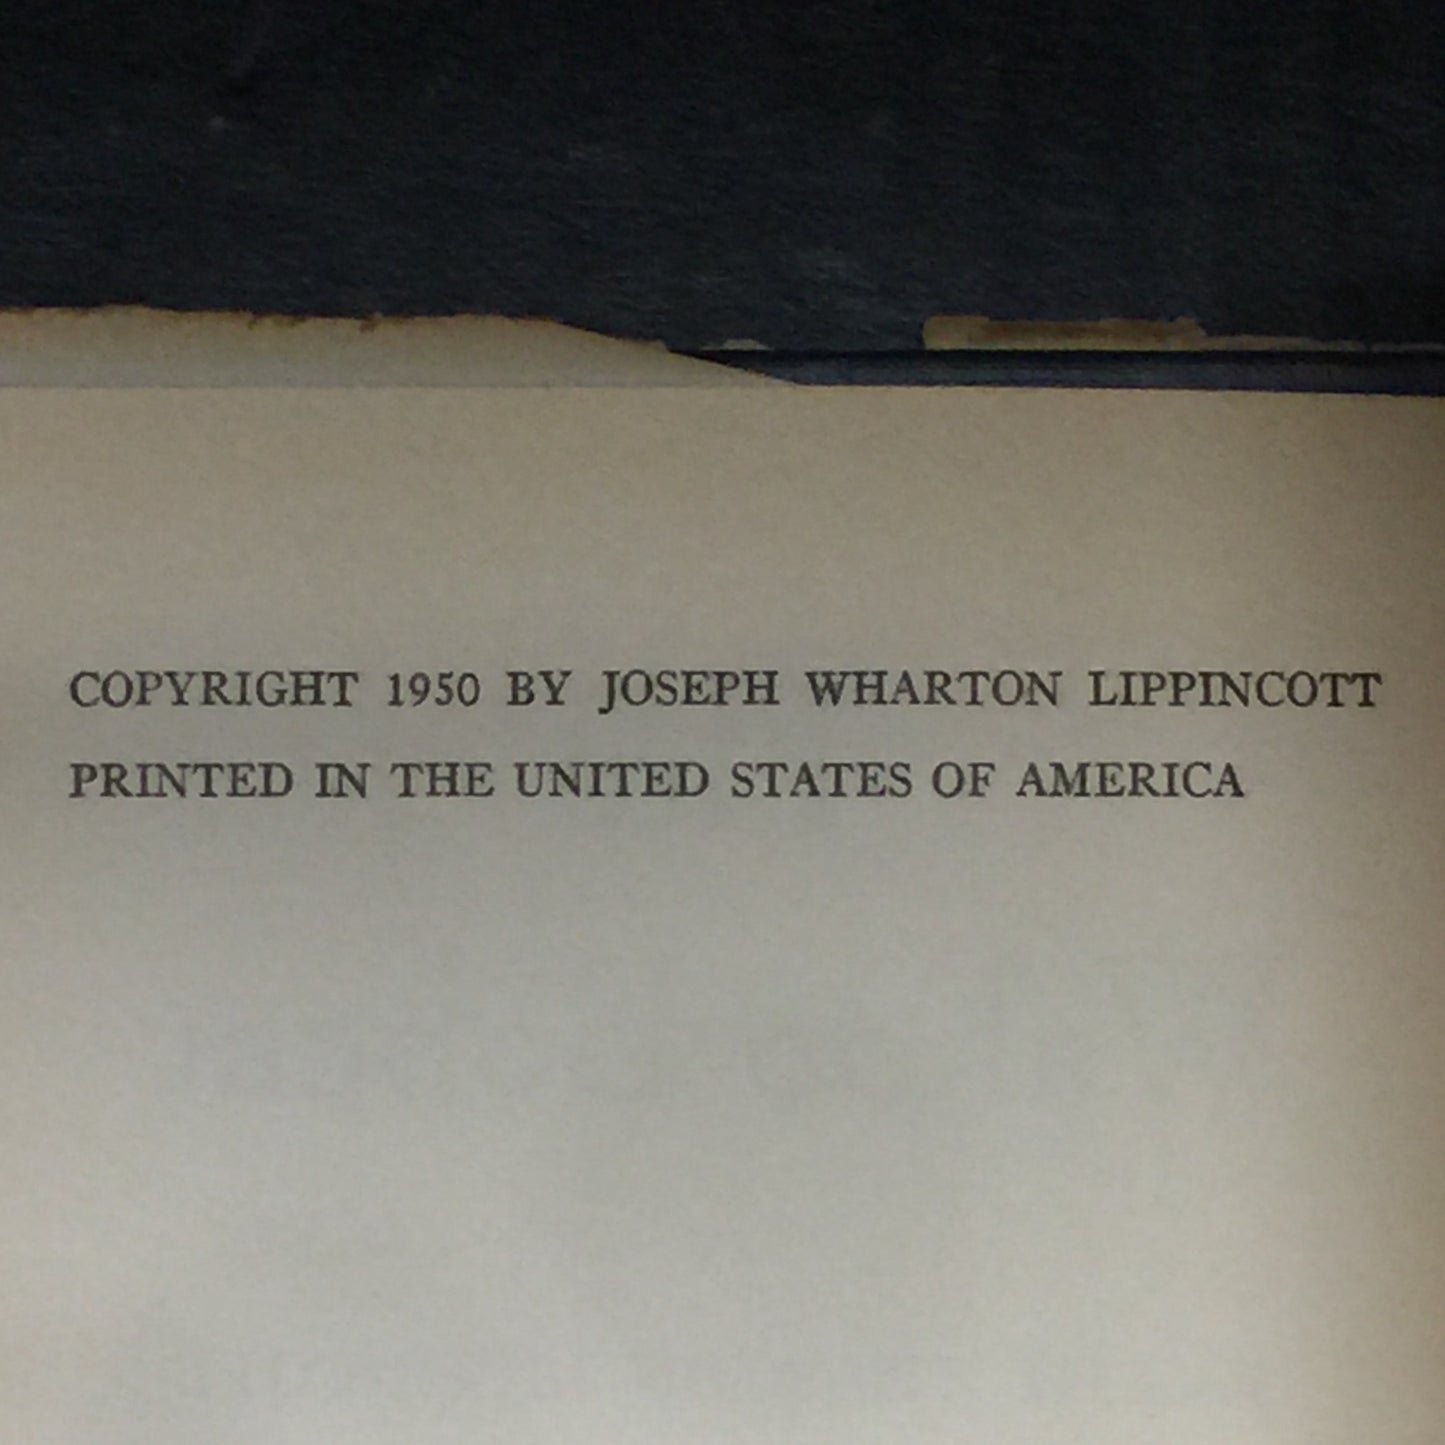 COPYRIGHT 1950 BY JOSEPH WHARTON LIPPINCOTT
PRINTED IN THE UNITED STATES OF AMERICA